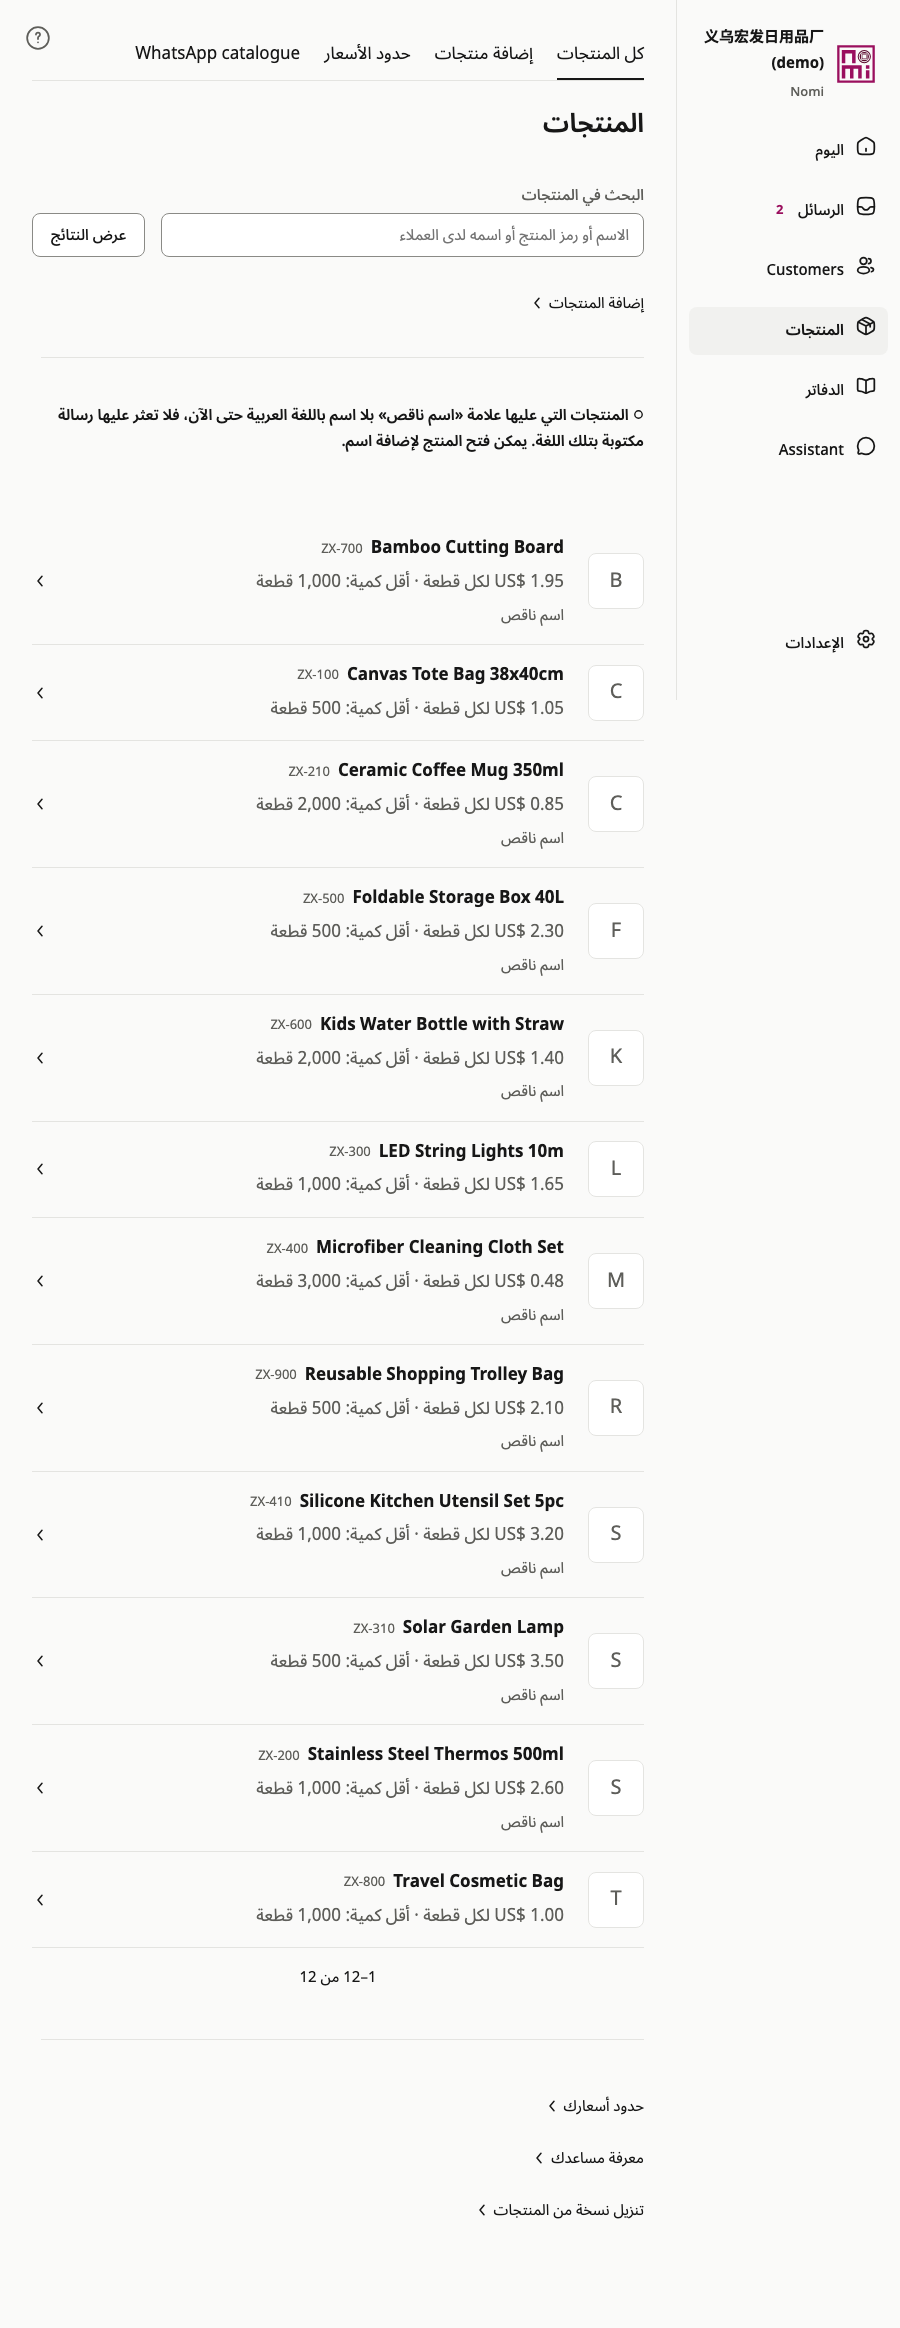 义乌宏发日用品厂
(demo)
Nomi
اليوم
الرسائل 2
Customers
المنتجات
الدفاتر
Assistant
الإعدادات
كل المنتجات
إضافة منتجات
حدود الأسعار
WhatsApp catalogue
?
المنتجات
البحث في المنتجات
الاسم أو رمز المنتج أو اسمه لدى العملاء
عرض النتائج
إضافة المنتجات
المنتجات التي عليها علامة «اسم ناقص» بلا اسم باللغة العربية حتى الآن، فلا تعثر عليها رسالة
مكتوبة بتلك اللغة. يمكن فتح المنتج لإضافة اسم.
B
Bamboo Cutting Board ZX-700
US$ 1.95 لكل قطعة · أقل كمية: 1,000 قطعة
اسم ناقص
C
Canvas Tote Bag 38x40cm ZX-100
US$ 1.05 لكل قطعة · أقل كمية: 500 قطعة
C
Ceramic Coffee Mug 350ml ZX-210
US$ 0.85 لكل قطعة · أقل كمية: 2,000 قطعة
اسم ناقص
F
Foldable Storage Box 40L ZX-500
US$ 2.30 لكل قطعة · أقل كمية: 500 قطعة
اسم ناقص
K
Kids Water Bottle with Straw ZX-600
US$ 1.40 لكل قطعة · أقل كمية: 2,000 قطعة
اسم ناقص
L
LED String Lights 10m ZX-300
US$ 1.65 لكل قطعة · أقل كمية: 1,000 قطعة
M
Microfiber Cleaning Cloth Set ZX-400
US$ 0.48 لكل قطعة · أقل كمية: 3,000 قطعة
اسم ناقص
R
Reusable Shopping Trolley Bag ZX-900
US$ 2.10 لكل قطعة · أقل كمية: 500 قطعة
اسم ناقص
S
Silicone Kitchen Utensil Set 5pc ZX-410
US$ 3.20 لكل قطعة · أقل كمية: 1,000 قطعة
اسم ناقص
S
Solar Garden Lamp ZX-310
US$ 3.50 لكل قطعة · أقل كمية: 500 قطعة
اسم ناقص
S
Stainless Steel Thermos 500ml ZX-200
US$ 2.60 لكل قطعة · أقل كمية: 1,000 قطعة
اسم ناقص
T
Travel Cosmetic Bag ZX-800
US$ 1.00 لكل قطعة · أقل كمية: 1,000 قطعة
1–12 من 12
حدود أسعارك
معرفة مساعدك
تنزيل نسخة من المنتجات